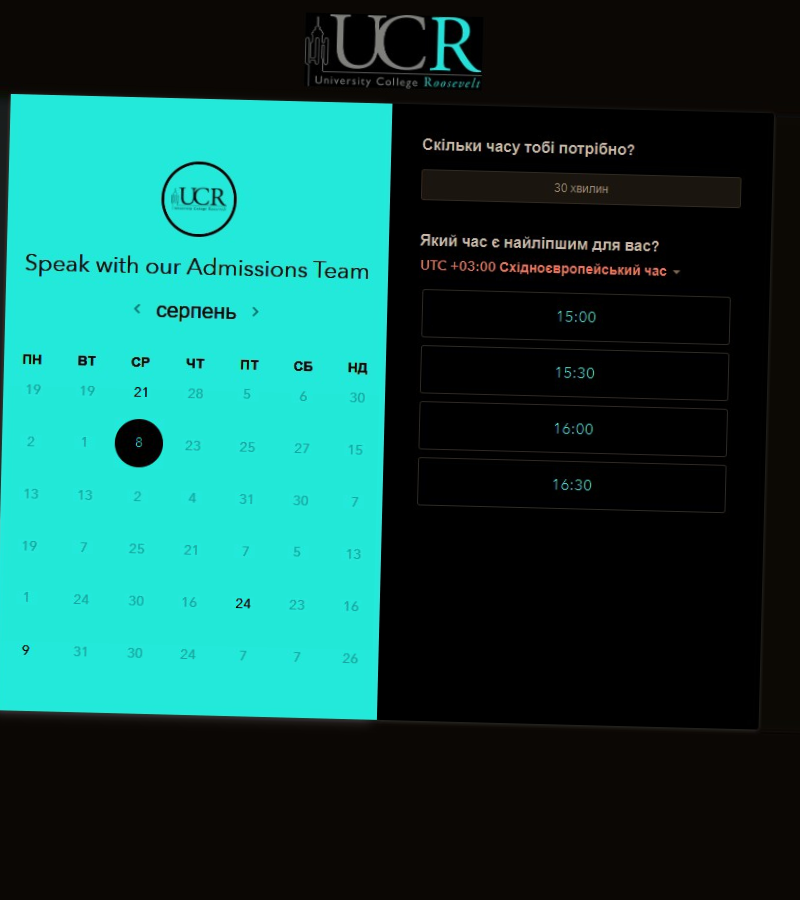 UCR
University College Roosevelt
UCR
Speak with our Admissions Team
серпень
ПН ВТ СР ЧТ ПТ СБ НД
19 19 21 28 5 6 30
2 1 8 23 25 27 15
13 13 2 4 31 30 7
19 7 25 21 7 5 13
1 24 30 16 24 23 16
9 31 30 24 7 7 26
Скільки часу тобі потрібно?
30 хвилин
Який час є найліпшим для вас?
UTC +03:00 Східноєвропейський час
15:00
15:30
16:00
16:30